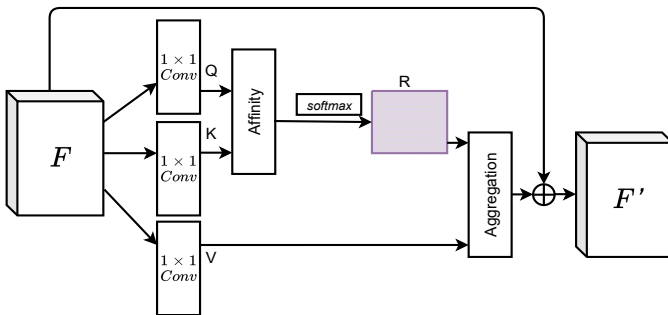 F
1 × 1
Conv
Q
1 × 1
Conv
K
1 × 1
Conv
V
Affinity
softmax
R
Aggregation
F'